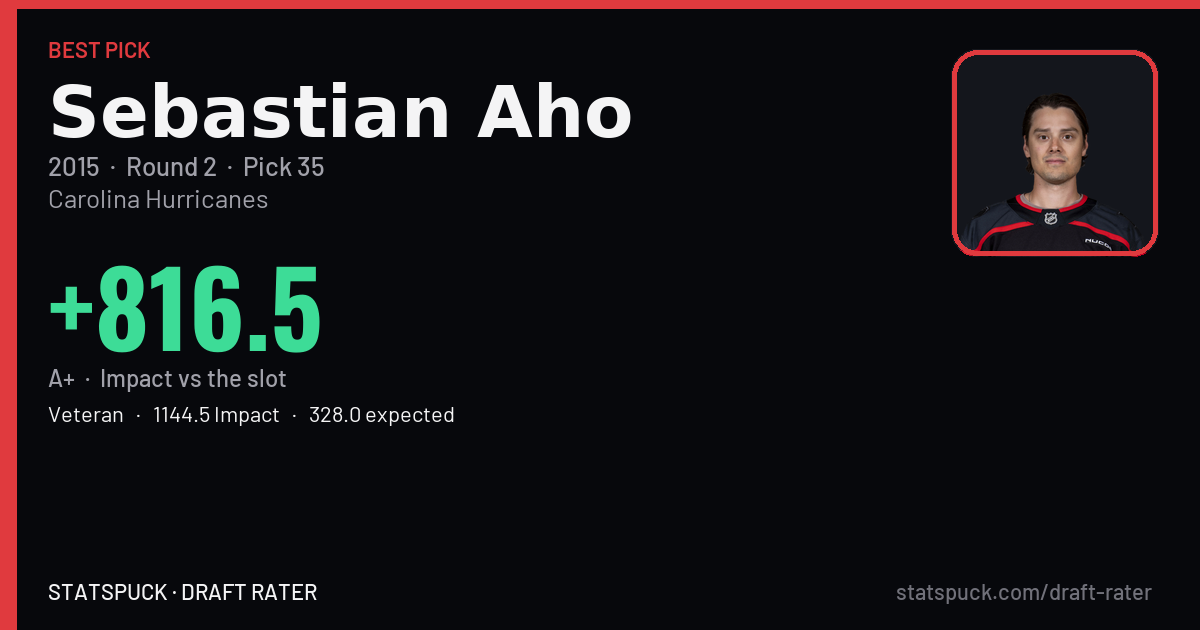 BEST PICK
Sebastian Aho
2015 · Round 2 · Pick 35
Carolina Hurricanes
+816.5
A+ · Impact vs the slot
Veteran · 1144.5 Impact · 328.0 expected
STATSPUCK · DRAFT RATER
statspuck.com/draft-rater